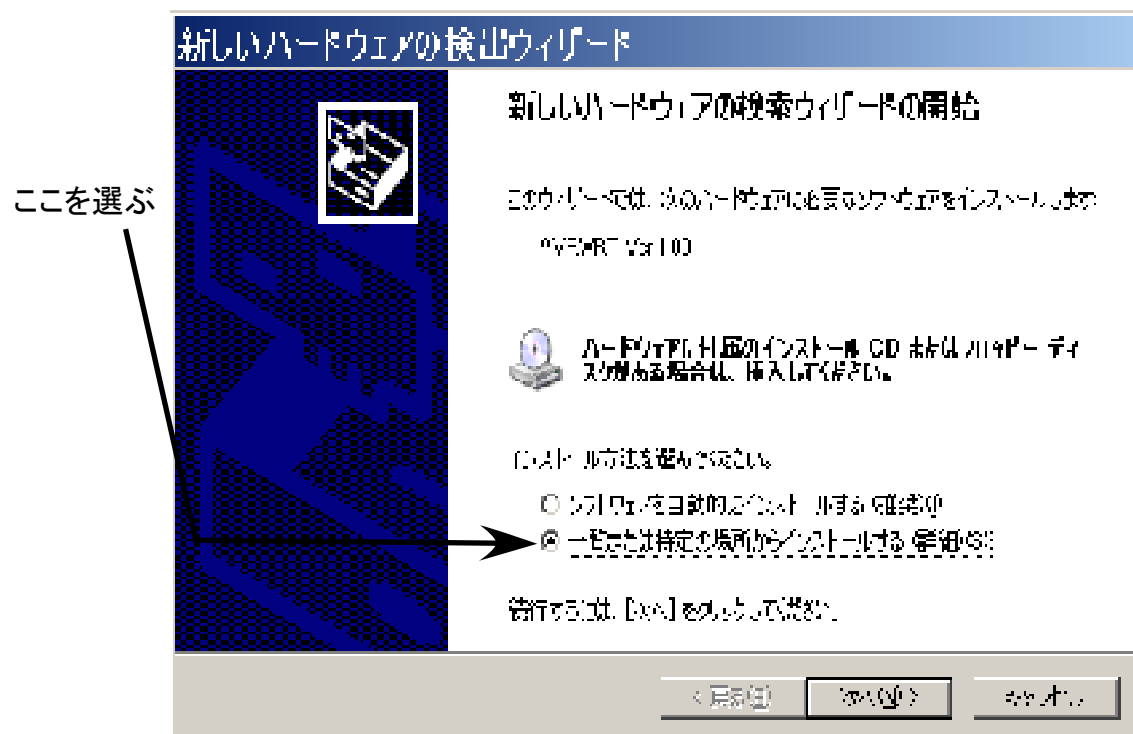 新しいハードウェアの検出ウィザード
新しいハードウェアの検索ウィザードの開始
ここを選ぶ
このウィザードでは、次のハードウェアに必要なソフトウェアをインストールします:
Ver 1.00
ハードウェアに付属のインストール CD またはフロッピー ディ
スクがある場合は、挿入してください。
インストール方法を選んでください。
ソフトウェアを自動的にインストールする (推奨)(I)
一覧または特定の場所からインストールする (詳細)(S)
続行するには、[次へ] をクリックしてください。
< 戻る(B)
次へ(N) >
キャンセル